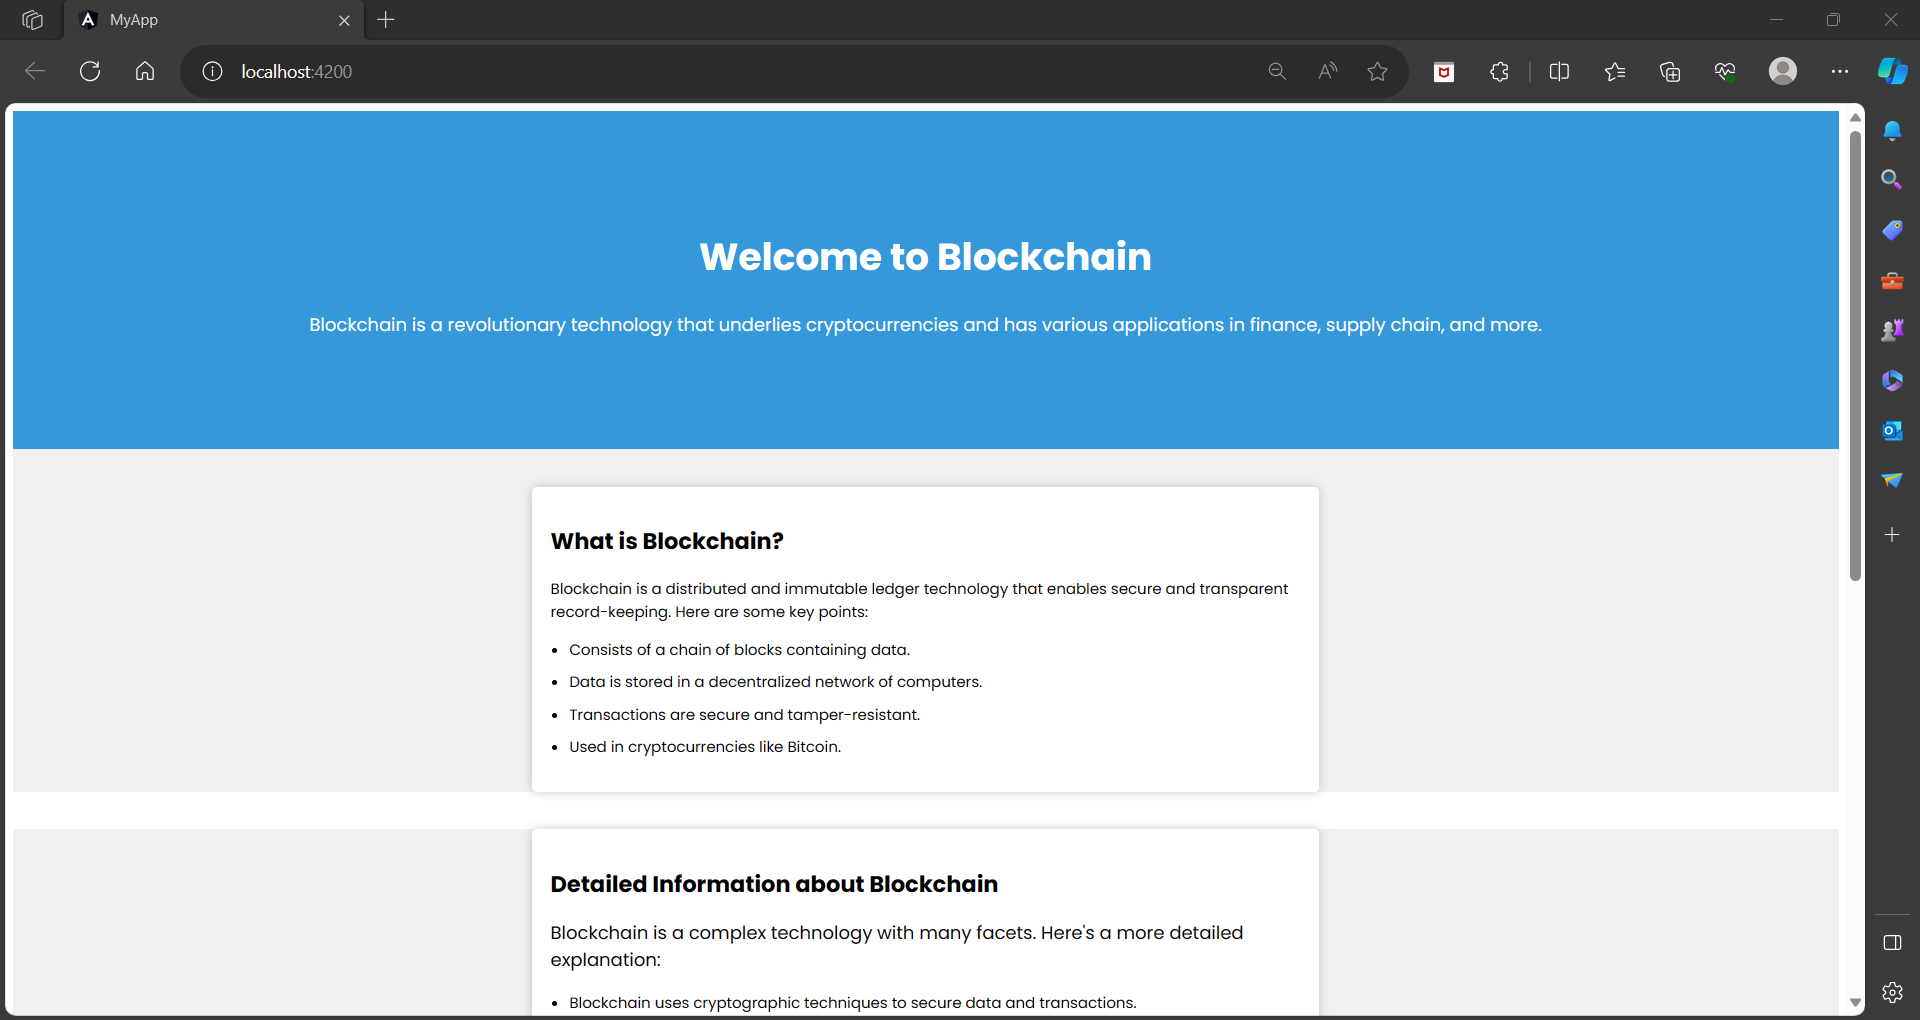 MyApp
localhost:4200
Welcome to Blockchain
Blockchain is a revolutionary technology that underlies cryptocurrencies and has various applications in finance, supply chain, and more.
What is Blockchain?
Blockchain is a distributed and immutable ledger technology that enables secure and transparent
record-keeping. Here are some key points:
• Consists of a chain of blocks containing data.
• Data is stored in a decentralized network of computers.
• Transactions are secure and tamper-resistant.
• Used in cryptocurrencies like Bitcoin.
Detailed Information about Blockchain
Blockchain is a complex technology with many facets. Here's a more detailed
explanation:
• Blockchain uses cryptographic techniques to secure data and transactions.